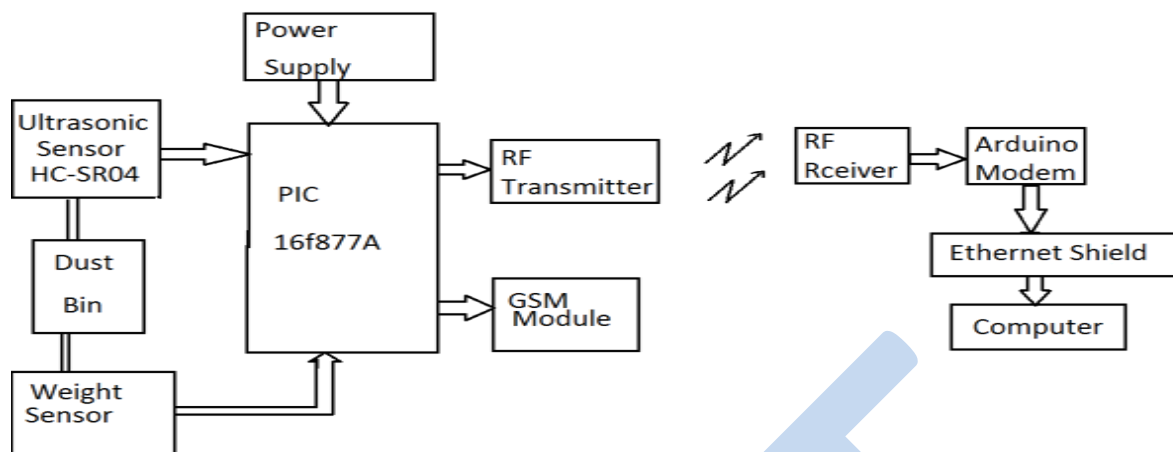 Power
Supply
Ultrasonic
Sensor
HC-SR04
PIC
16f877A
RF
Transmitter
RF
Rceiver
Arduino
Modem
Dust
Bin
GSM
Module
Ethernet Shield
Computer
Weight
Sensor